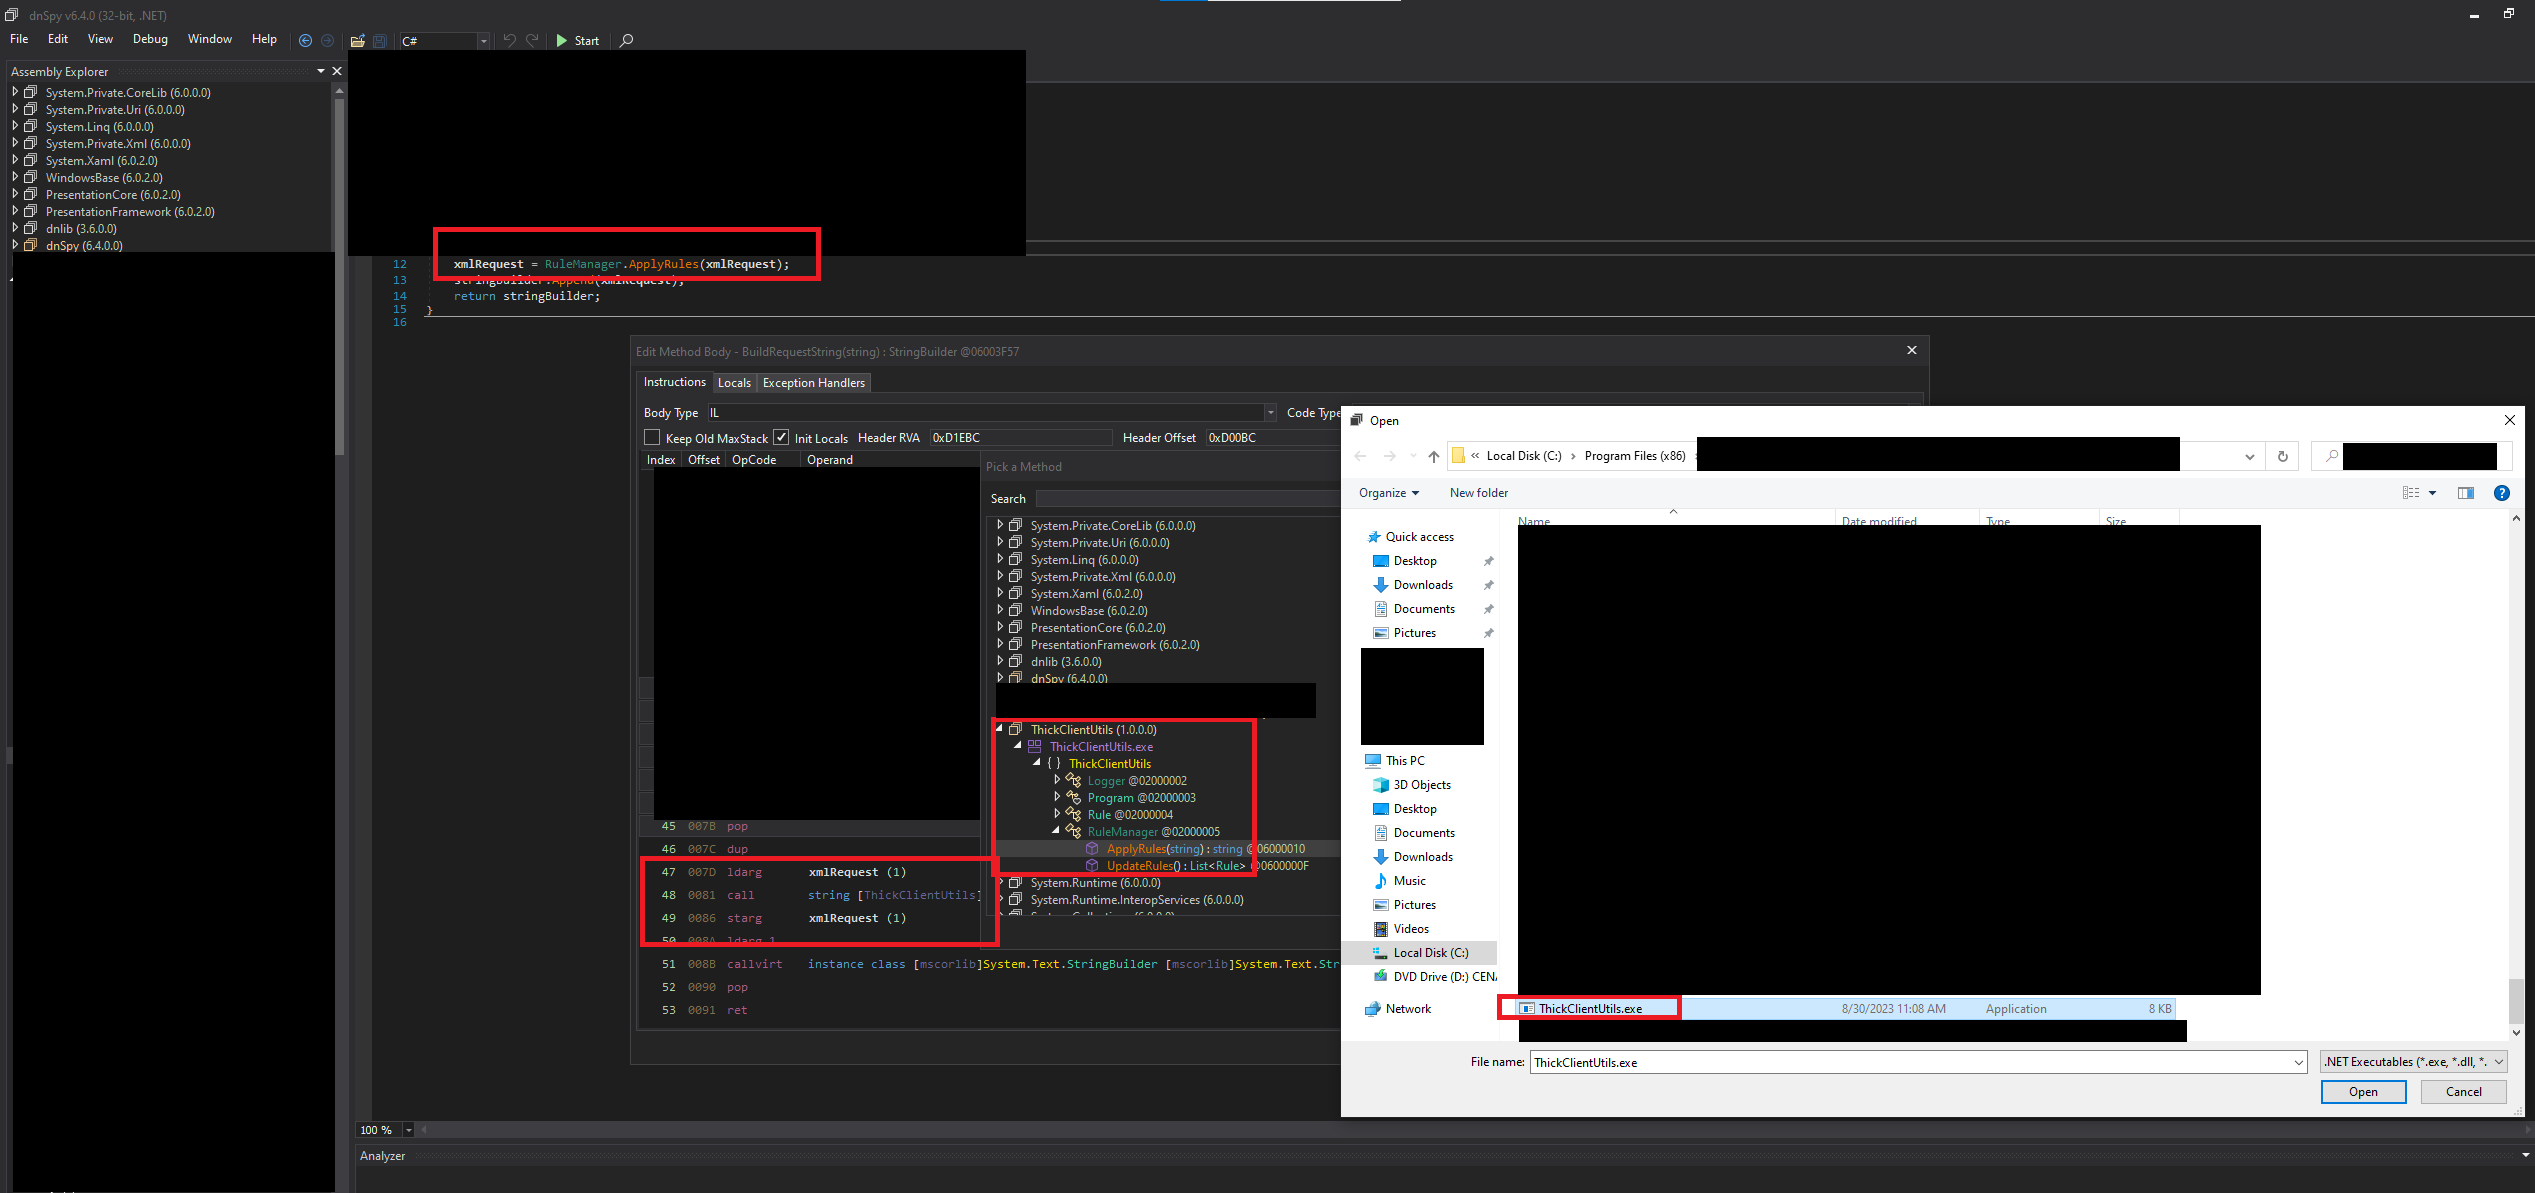 dnSpy v6.4.0 (32-bit, .NET)
File Edit View Debug Window Help C# Start
Assembly Explorer
System.Private.CoreLib (6.0.0.0)
System.Private.Uri (6.0.0.0)
System.Linq (6.0.0.0)
System.Private.Xml (6.0.0.0)
System.Xaml (6.0.2.0)
WindowsBase (6.0.2.0)
PresentationCore (6.0.2.0)
PresentationFramework (6.0.2.0)
dnlib (3.6.0.0)
dnSpy (6.4.0.0)
12 xmlRequest = RuleManager.ApplyRules(xmlRequest);
13 stringBuilder.Append(xmlRequest);
14 return stringBuilder;
15 }
16
Edit Method Body - BuildRequestString(string) : StringBuilder @06003F57
Instructions Locals Exception Handlers
Body Type IL Code Type
Keep Old MaxStack Init Locals Header RVA 0xD1EBC Header Offset 0xD00BC
Index Offset OpCode Operand
45 007B pop
46 007C dup
47 007D ldarg xmlRequest (1)
48 0081 call string [ThickClientUtils]
49 0086 starg xmlRequest (1)
50 008A ldarg.1
51 008B callvirt instance class [mscorlib]System.Text.StringBuilder [mscorlib]System.Text.Str
52 0090 pop
53 0091 ret
Pick a Method
Search
System.Private.CoreLib (6.0.0.0)
System.Private.Uri (6.0.0.0)
System.Linq (6.0.0.0)
System.Private.Xml (6.0.0.0)
System.Xaml (6.0.2.0)
WindowsBase (6.0.2.0)
PresentationCore (6.0.2.0)
PresentationFramework (6.0.2.0)
dnlib (3.6.0.0)
dnSpy (6.4.0.0)
ThickClientUtils (1.0.0.0)
ThickClientUtils.exe
{ } ThickClientUtils
Logger @02000002
Program @02000003
Rule @02000004
RuleManager @02000005
ApplyRules(string) : string @06000010
UpdateRules() : List<Rule> @0600000F
System.Runtime (6.0.0.0)
System.Runtime.InteropServices (6.0.0.0)
Open
« Local Disk (C:) › Program Files (x86)
Organize New folder
Name Date modified Type Size
Quick access
Desktop
Downloads
Documents
Pictures
This PC
3D Objects
Desktop
Documents
Downloads
Music
Pictures
Videos
Local Disk (C:)
DVD Drive (D:) CENA
Network
ThickClientUtils.exe 8/30/2023 11:08 AM Application 8 KB
File name: ThickClientUtils.exe .NET Executables (*.exe, *.dll, *.
Open Cancel
100 %
Analyzer